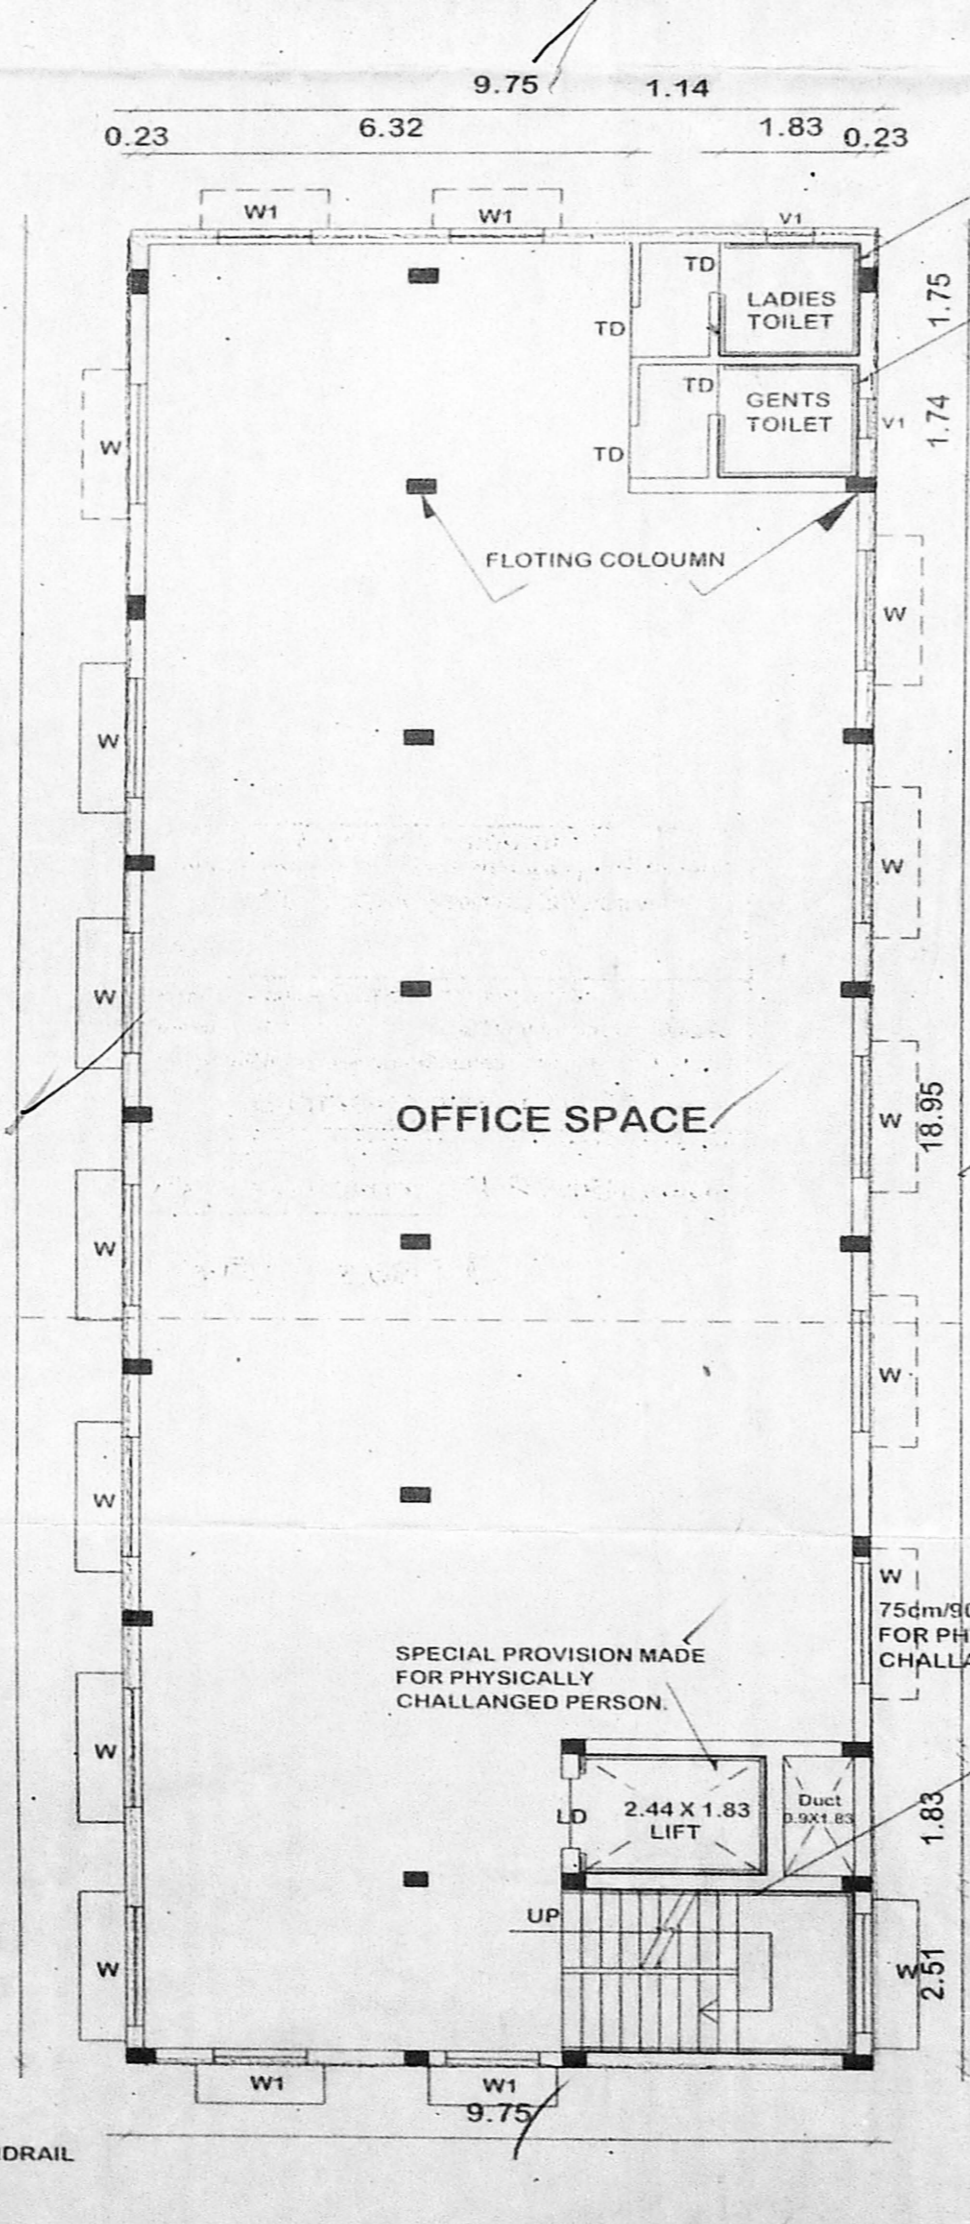 9.75
1.14
0.23
6.32
1.83
0.23
W1
W1
V1
TD
LADIES
TOILET
1.75
TD
TD
GENTS
TOILET
V1
1.74
W
TD
FLOTING COLOUMN
W
W
W
W
OFFICE SPACE
W
18.95
W
W
W
W
75cm/90
FOR PH
CHALLA
SPECIAL PROVISION MADE
FOR PHYSICALLY
CHALLANGED PERSON.
W
LD
2.44 X 1.83
LIFT
Duct
0.9X1.83
1.83
UP
W
W
2.51
W1
W1
9.75
DRAIL